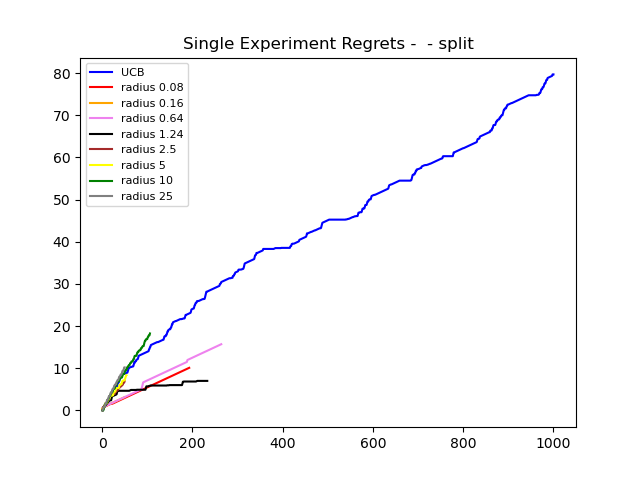 Single Experiment Regrets -  - split
UCB
radius 0.08
radius 0.16
radius 0.64
radius 1.24
radius 2.5
radius 5
radius 10
radius 25
80
70
60
50
40
30
20
10
0
0 200 400 600 800 1000